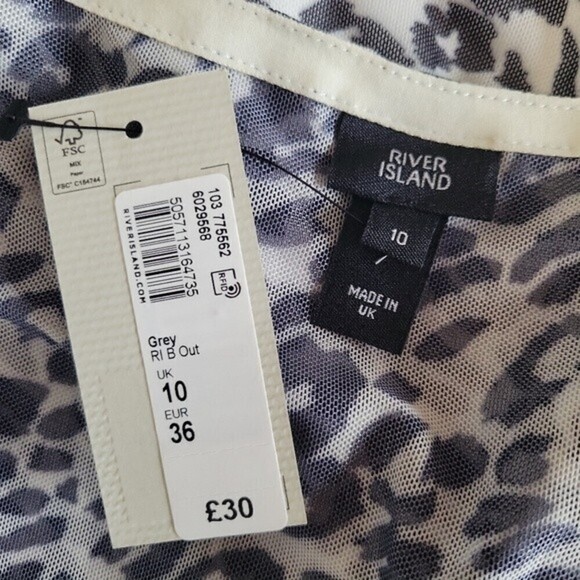 FSC
MIX
Paper
FSC® C154744
103 775562
6029568
5057113164735
RIVERISLAND.COM
RFID
Grey
RI B Out
UK
10
EUR
36
£30
RIVER
ISLAND
10
MADE IN
UK